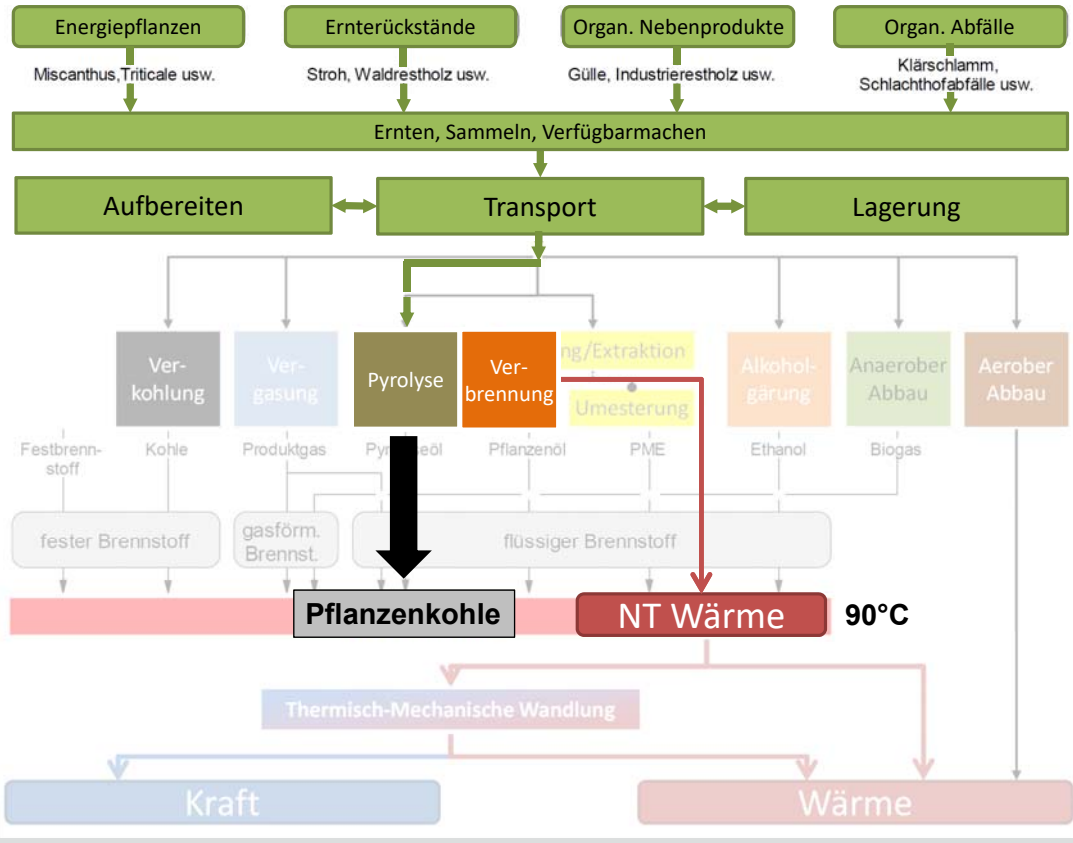 Energiepflanzen
Ernterückstände
Organ. Nebenprodukte
Organ. Abfälle
Miscanthus,Triticale usw.
Stroh, Waldrestholz usw.
Gülle, Industrierestholz usw.
Klärschlamm,
Schlachthofabfälle usw.
Ernten, Sammeln, Verfügbarmachen
Aufbereiten
Transport
Lagerung
Ver-
kohlung
Ver-
gasung
Pyrolyse
Ver-
brennung
ng/Extraktion
Umesterung
Alkohol-
gärung
Anaerober
Abbau
Aerober
Abbau
Festbrenn-
stoff
Kohle
Produktgas
Pflanzenöl
PME
Ethanol
Biogas
fester Brennstoff
gasförm.
Brennst.
flüssiger Brennstoff
Pflanzenkohle
NT Wärme
90°C
Thermisch-Mechanische Wandlung
Kraft
Wärme